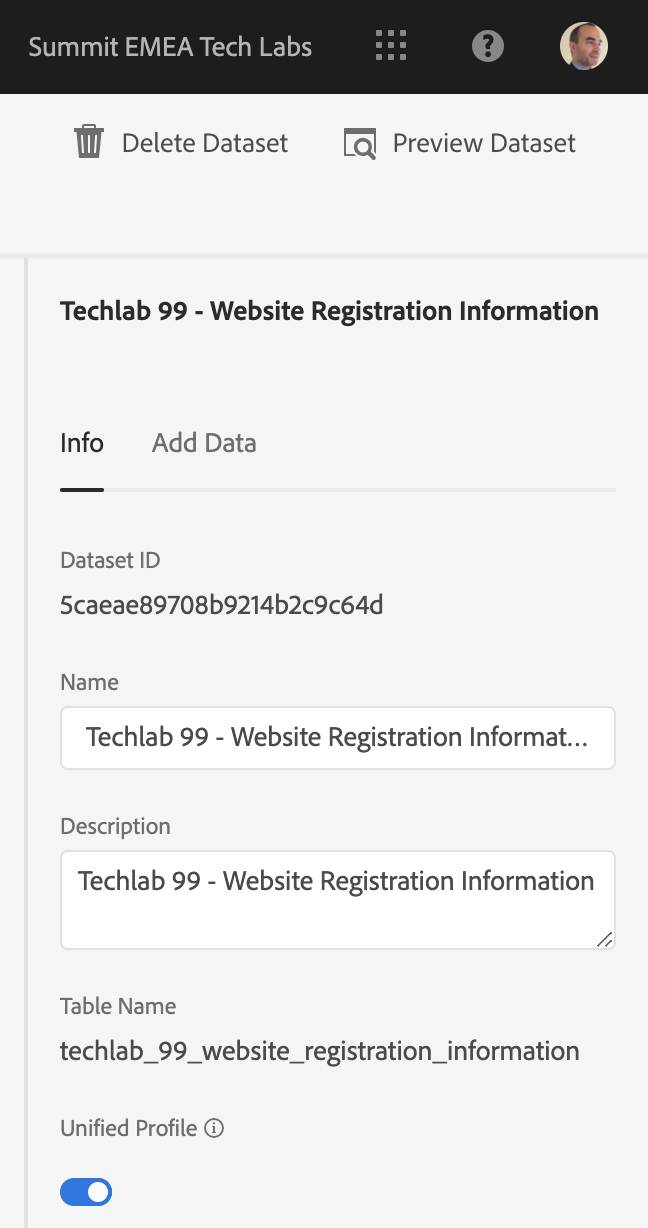 Summit EMEA Tech Labs
Delete Dataset Preview Dataset
Techlab 99 - Website Registration Information
Info Add Data
Dataset ID
5caeae89708b9214b2c9c64d
Name
Techlab 99 - Website Registration Informat...
Description
Techlab 99 - Website Registration Information
Table Name
techlab_99_website_registration_information
Unified Profile